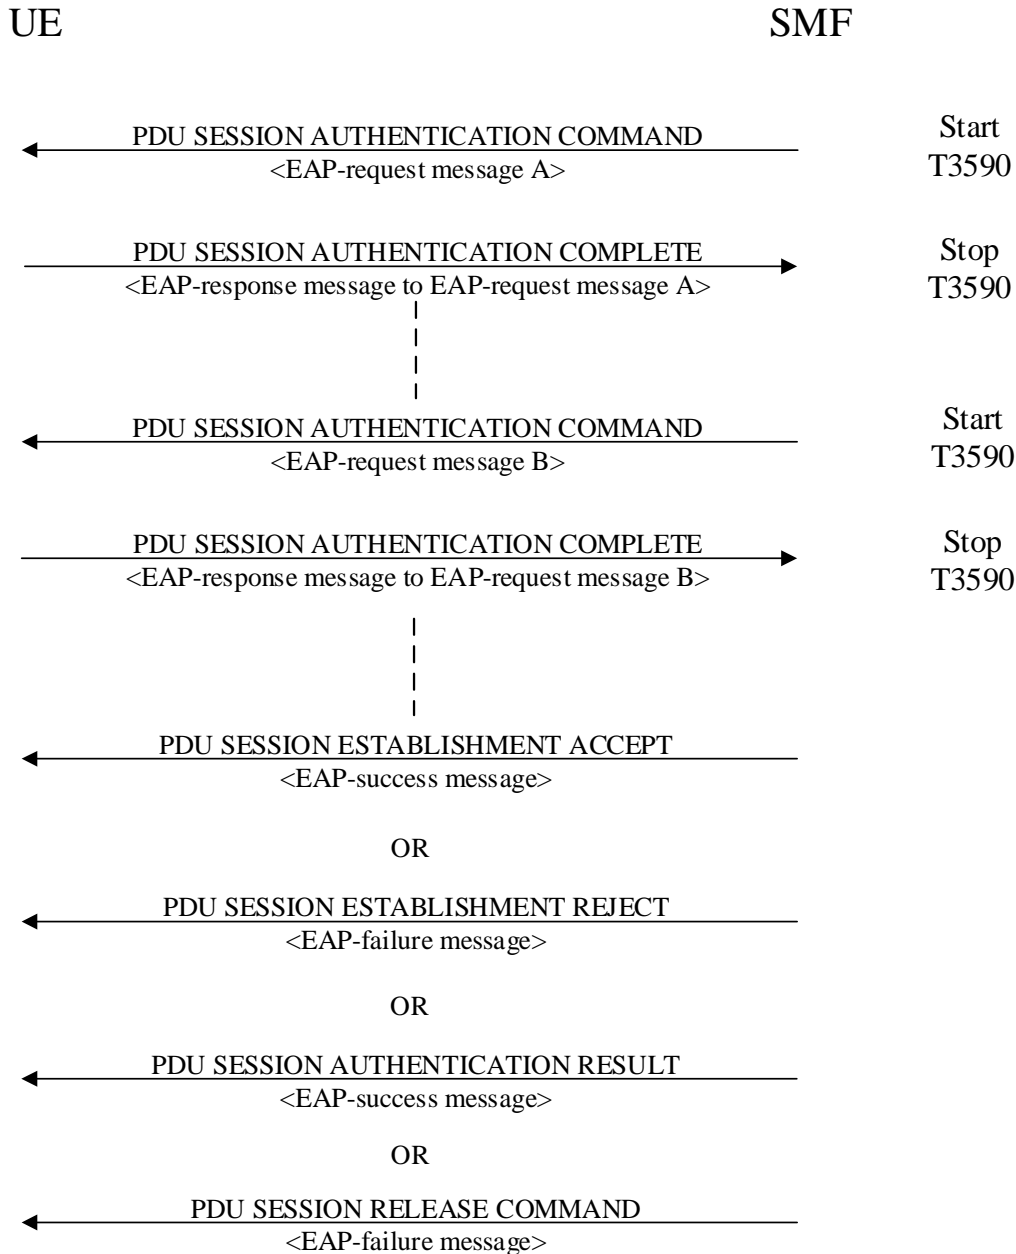 UE
SMF
PDU SESSION AUTHENTICATION COMMAND
<EAP-request message A>
Start
T3590
PDU SESSION AUTHENTICATION COMPLETE
<EAP-response message to EAP-request message A>
Stop
T3590
PDU SESSION AUTHENTICATION COMMAND
<EAP-request message B>
Start
T3590
PDU SESSION AUTHENTICATION COMPLETE
<EAP-response message to EAP-request message B>
Stop
T3590
PDU SESSION ESTABLISHMENT ACCEPT
<EAP-success message>
OR
PDU SESSION ESTABLISHMENT REJECT
<EAP-failure message>
OR
PDU SESSION AUTHENTICATION RESULT
<EAP-success message>
OR
PDU SESSION RELEASE COMMAND
<EAP-failure message>